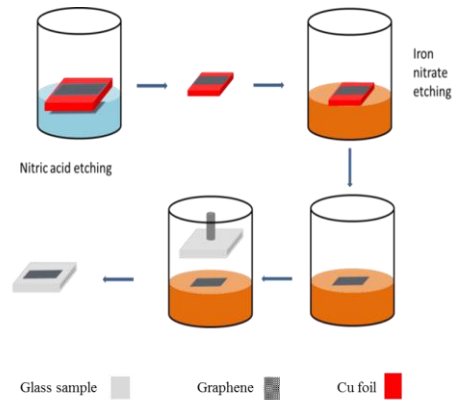 Iron
nitrate
etching
Nitric acid etching
Glass sample
Graphene
Cu foil